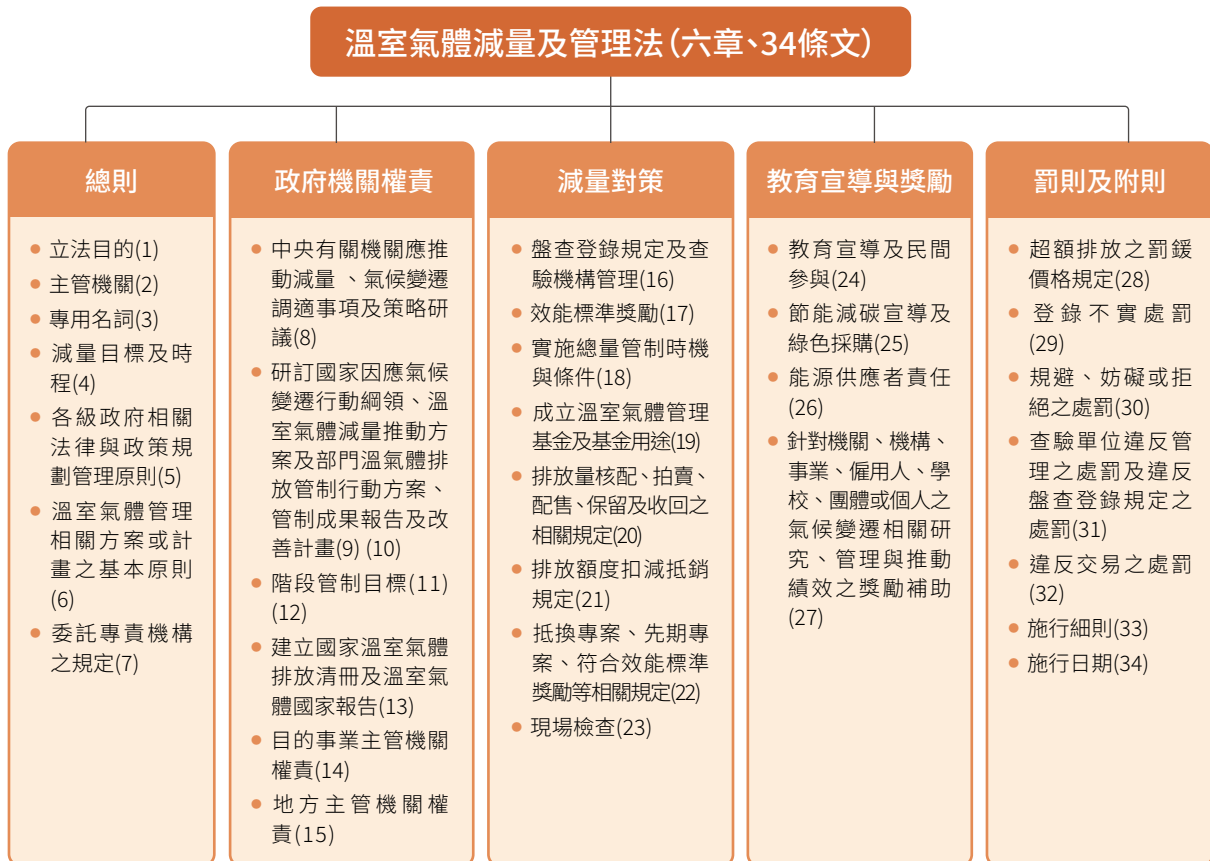 溫室氣體減量及管理法(六章、34條文)
總則
立法目的(1)
主管機關(2)
專用名詞(3)
減量目標及時
程(4)
各級政府相關
法律與政策規
劃管理原則(5)
溫室氣體管理
相關方案或計
畫之基本原則
(6)
委託專責機構
之規定(7)
政府機關權責
中央有關機關應推
動減量、氣候變遷
調適事項及策略研
議(8)
研訂國家因應氣候
變遷行動綱領、溫
室氣體減量推動方
案及部門溫氣體排
放管制行動方案、
管制成果報告及改
善計畫(9) (10)
階段管制目標(11)
(12)
建立國家溫室氣體
排放清冊及溫室氣
體國家報告(13)
目的事業主管機關
權責(14)
地方主管機關權
責(15)
減量對策
盤查登錄規定及查
驗機構管理(16)
效能標準獎勵(17)
實施總量管制時機
與條件(18)
成立溫室氣體管理
基金及基金用途(19)
排放量核配、拍賣、
配售、保留及收回之
相關規定(20)
排放額度扣減抵銷
規定(21)
抵換專案、先期專
案、符合效能標準
獎勵等相關規定(22)
現場檢查(23)
教育宣導與獎勵
教育宣導及民間
參與(24)
節能減碳宣導及
綠色採購(25)
能源供應者責任
(26)
針對機關、機構、
事業、僱用人、學
校、團體或個人之
氣候變遷相關研
究、管理與推動
績效之獎勵補助
(27)
罰則及附則
超額排放之罰鍰
價格規定(28)
登錄不實處罰
(29)
規避、妨礙或拒
絕之處罰(30)
查驗單位違反管
理之處罰及違反
盤查登錄規定之
處罰(31)
違反交易之處罰
(32)
施行細則(33)
施行日期(34)